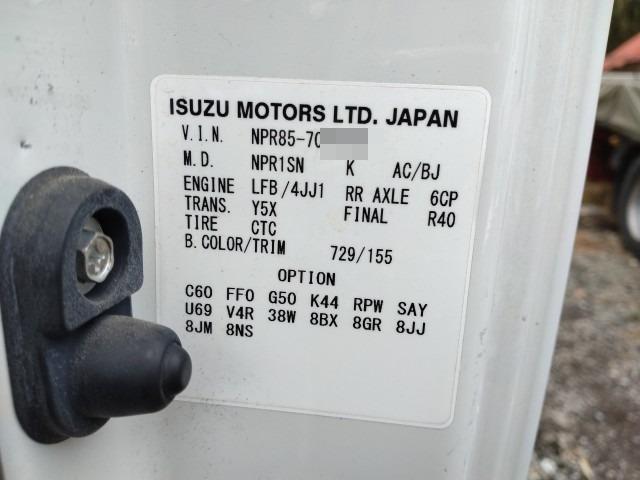 ISUZU MOTORS LTD. JAPAN
V.I.N. NPR85-70
M.D. NPR1SN K AC/BJ
ENGINE LFB/4JJ1 RR AXLE 6CP
TRANS. Y5X FINAL R40
TIRE CTC
B.COLOR/TRIM 729/155
OPTION
C60 FF0 G50 K44 RPW SAY
U69 V4R 38W 8BX 8GR 8JJ
8JM 8NS